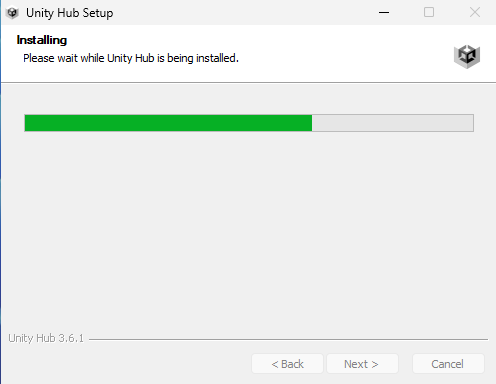 Unity Hub Setup
Installing
Please wait while Unity Hub is being installed.
Unity Hub 3.6.1
< Back
Next >
Cancel